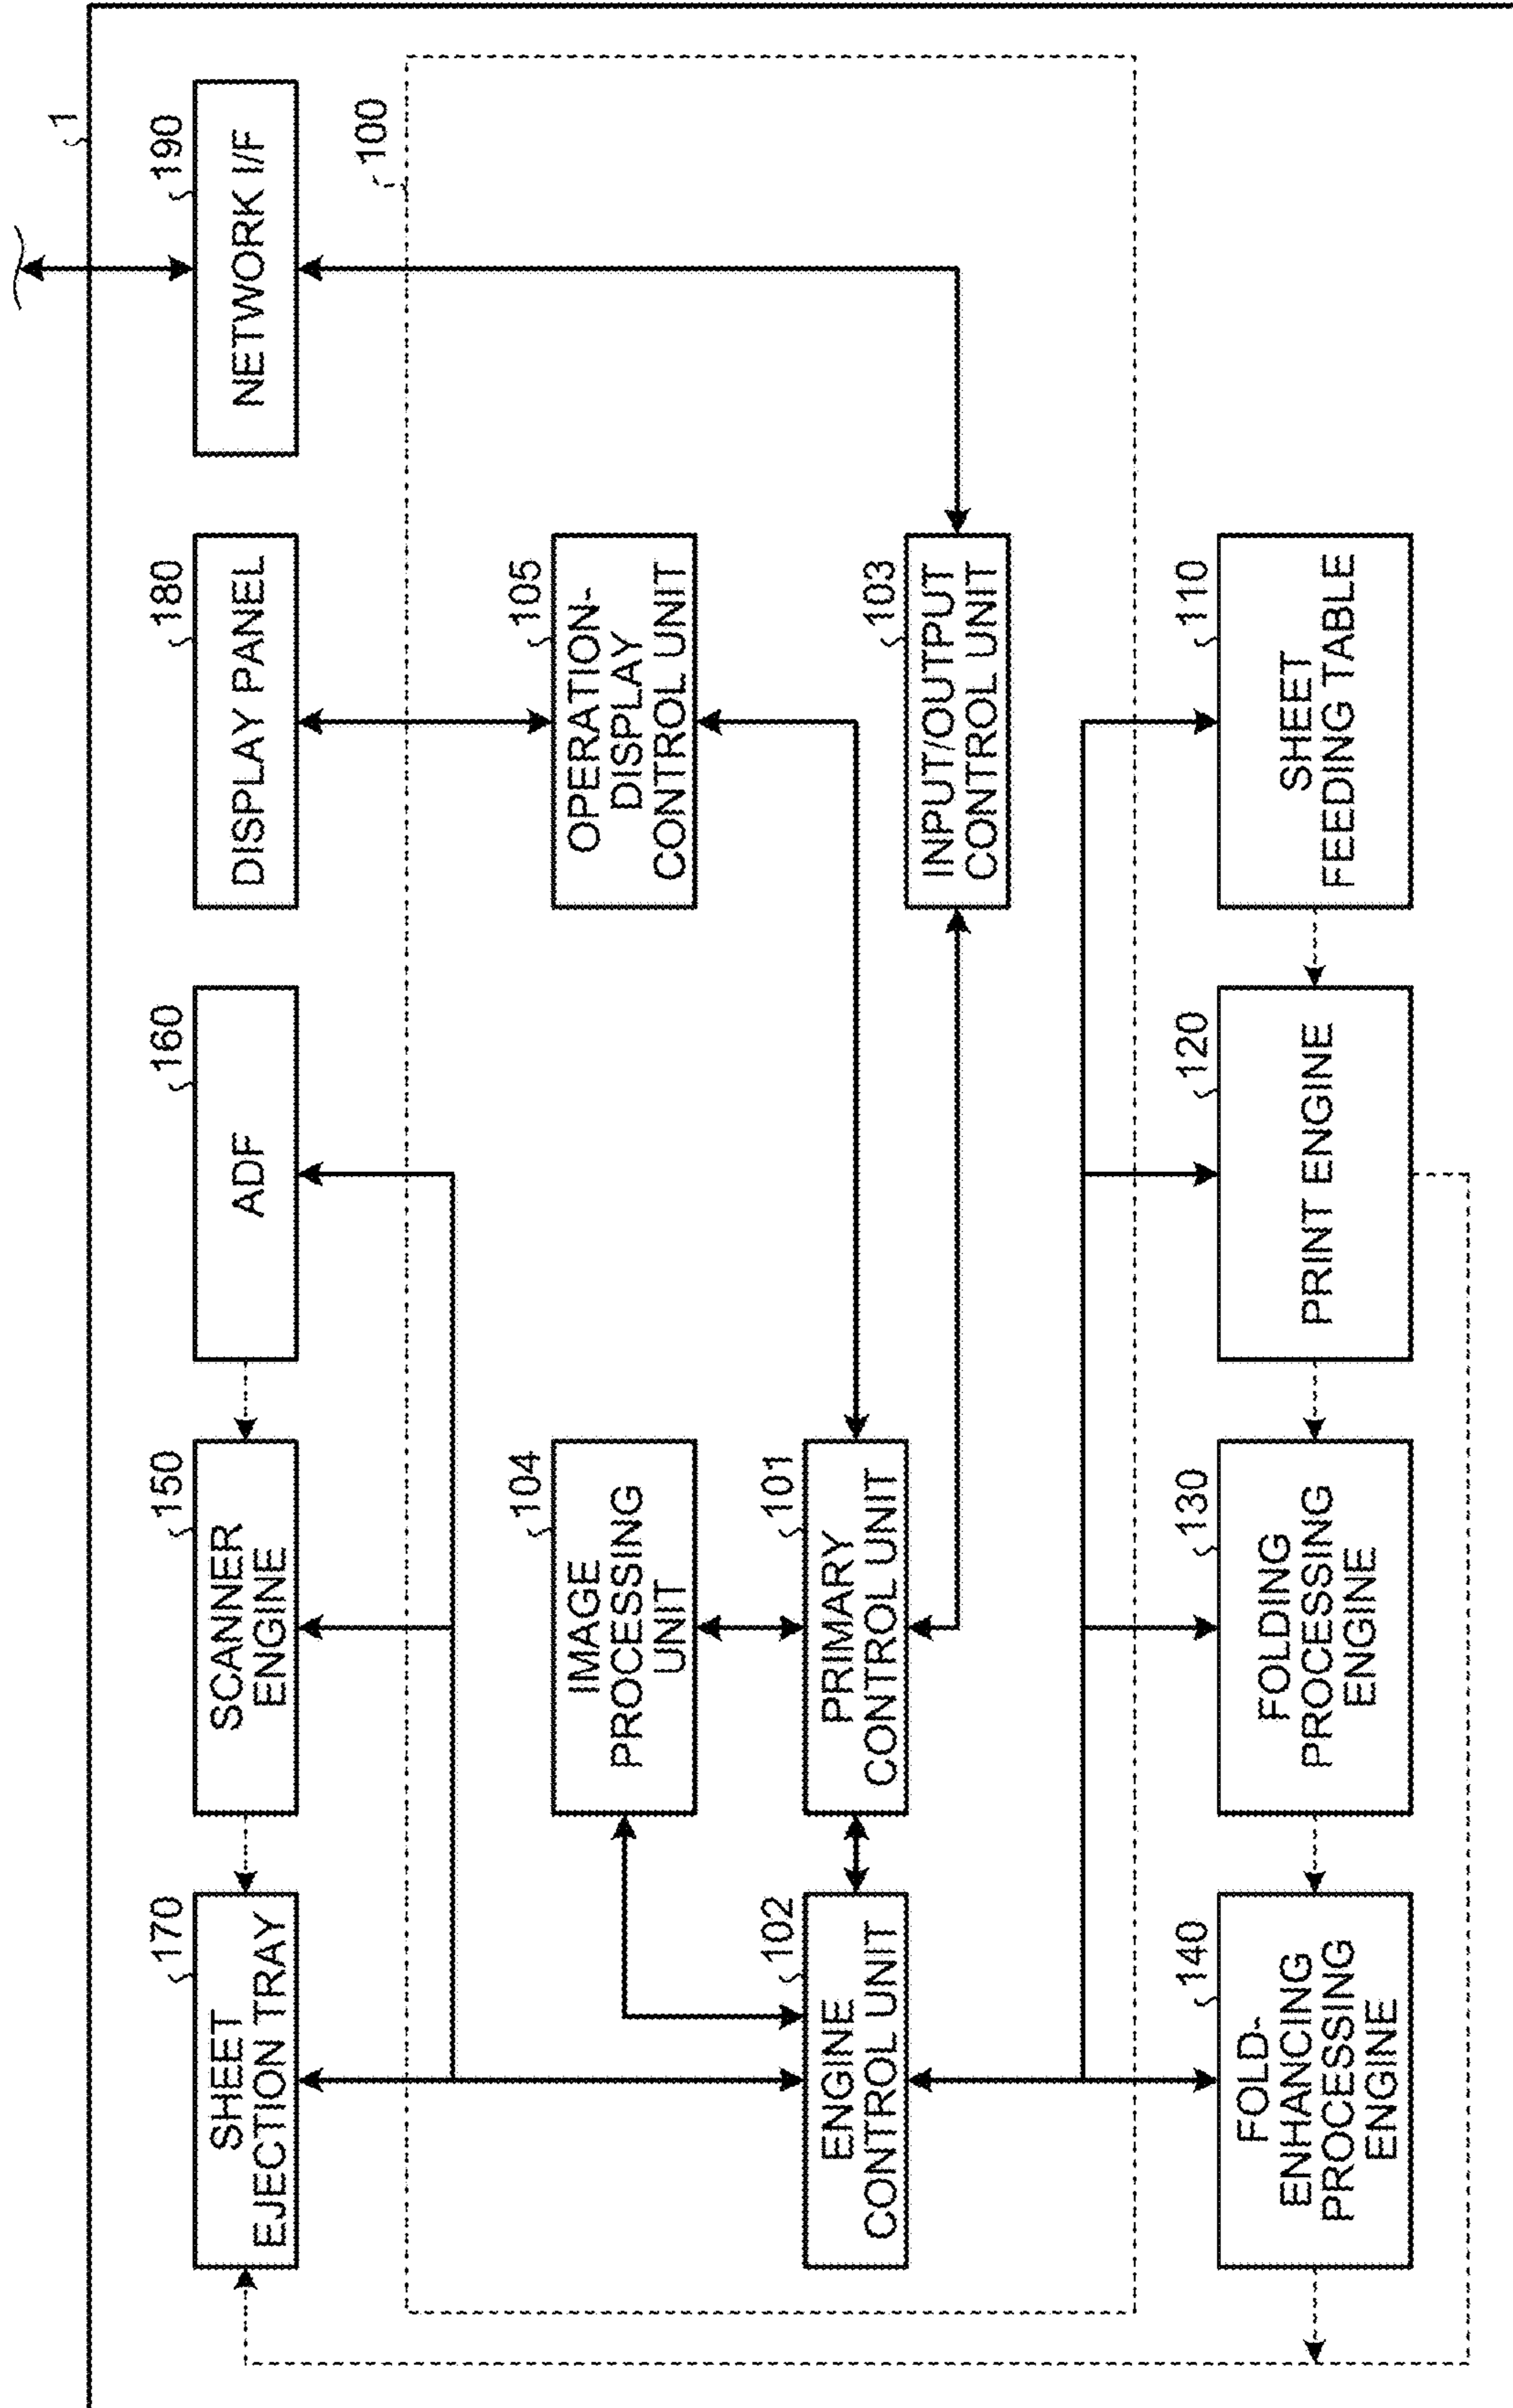 1
170
SHEET
EJECTION TRAY
150
SCANNER
ENGINE
160
ADF
180
DISPLAY PANEL
190
NETWORK I/F
100
104
IMAGE
PROCESSING
UNIT
105
OPERATION-
DISPLAY
CONTROL UNIT
102
ENGINE
CONTROL UNIT
101
PRIMARY
CONTROL UNIT
103
INPUT/OUTPUT
CONTROL UNIT
140
FOLD-
ENHANCING
PROCESSING
ENGINE
130
FOLDING
PROCESSING
ENGINE
120
PRINT ENGINE
110
SHEET
FEEDING TABLE